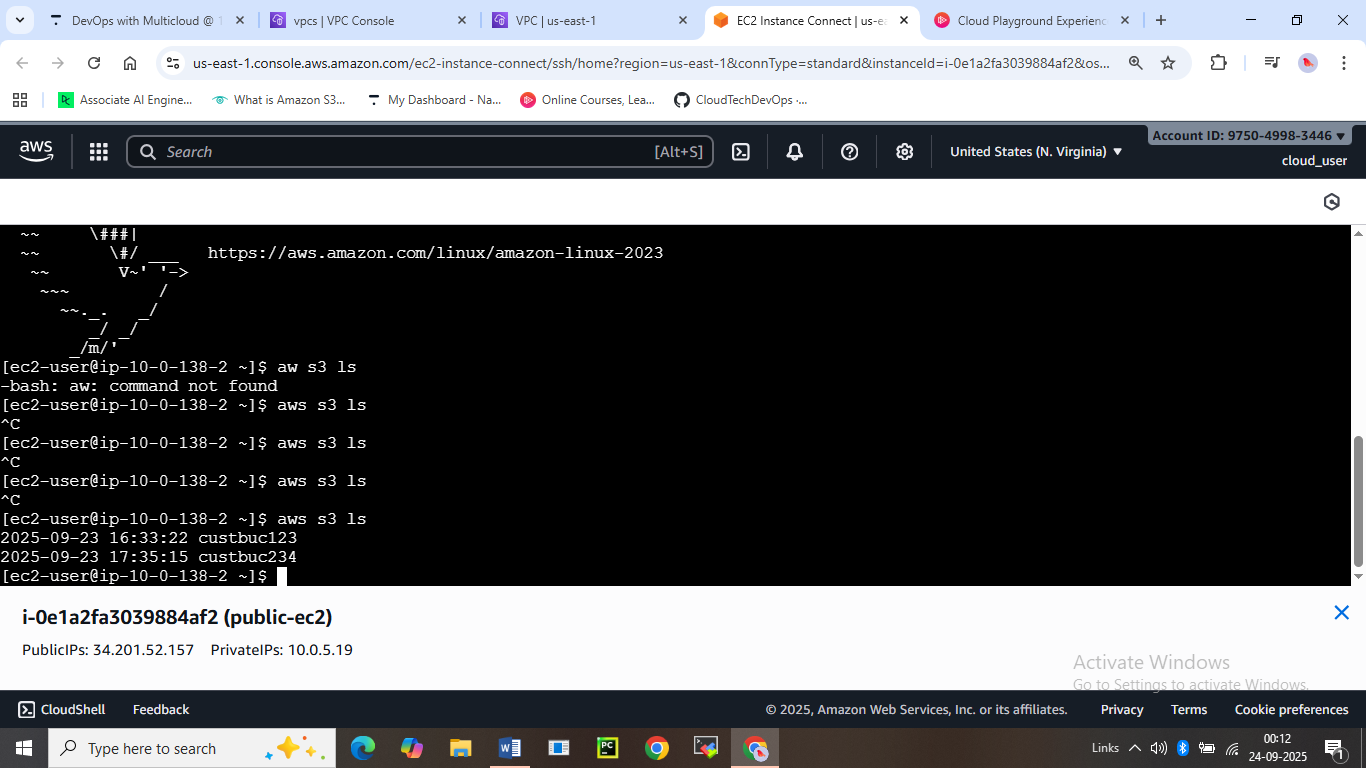 DevOps with Multicloud @ 1
vpcs | VPC Console
VPC | us-east-1
EC2 Instance Connect | us-ea
Cloud Playground Experienc
us-east-1.console.aws.amazon.com/ec2-instance-connect/ssh/home?region=us-east-1&connType=standard&instanceId=i-0e1a2fa3039884af2&os...
Associate AI Engine...
What is Amazon S3...
My Dashboard - Na...
Online Courses, Lea...
CloudTechDevOps ·...
aws
Search
[Alt+S]
United States (N. Virginia)
Account ID: 9750-4998-3446
cloud_user
~~     \###|
~~       \#/ ___   https://aws.amazon.com/linux/amazon-linux-2023
~~       V~' '->
~~~         /
~~._.   _/
_/ _/
_/m/'
[ec2-user@ip-10-0-138-2 ~]$ aw s3 ls
-bash: aw: command not found
[ec2-user@ip-10-0-138-2 ~]$ aws s3 ls
^C
[ec2-user@ip-10-0-138-2 ~]$ aws s3 ls
^C
[ec2-user@ip-10-0-138-2 ~]$ aws s3 ls
^C
[ec2-user@ip-10-0-138-2 ~]$ aws s3 ls
2025-09-23 16:33:22 custbuc123
2025-09-23 17:35:15 custbuc234
[ec2-user@ip-10-0-138-2 ~]$
i-0e1a2fa3039884af2 (public-ec2)
PublicIPs: 34.201.52.157 PrivateIPs: 10.0.5.19
Activate Windows
Go to Settings to activate Windows.
CloudShell
Feedback
© 2025, Amazon Web Services, Inc. or its affiliates.
Privacy
Terms
Cookie preferences
Type here to search
Links
00:12
24-09-2025
1